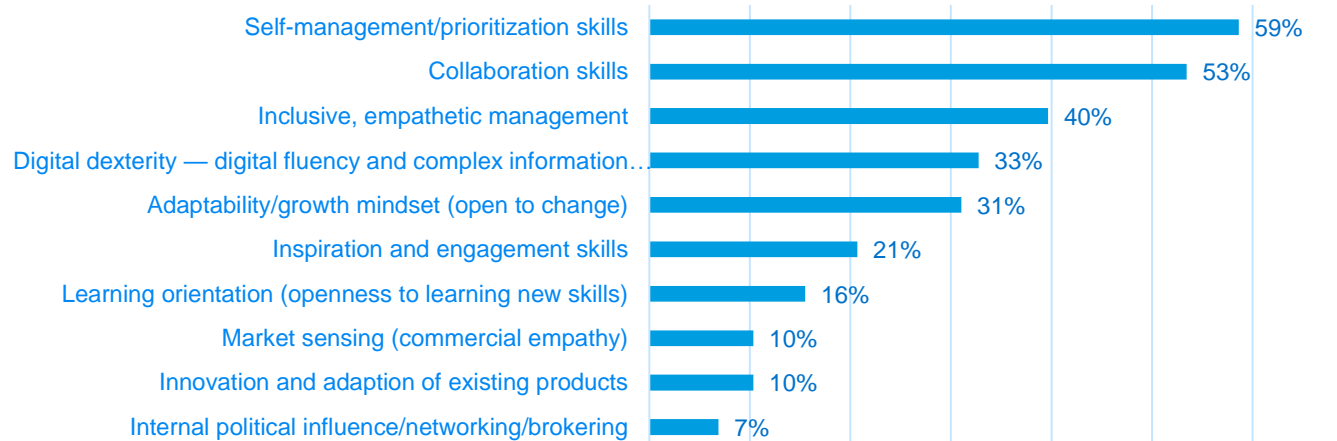 Self-management/prioritization skills 59%
Collaboration skills 53%
Inclusive, empathetic management 40%
Digital dexterity — digital fluency and complex information… 33%
Adaptability/growth mindset (open to change) 31%
Inspiration and engagement skills 21%
Learning orientation (openness to learning new skills) 16%
Market sensing (commercial empathy) 10%
Innovation and adaption of existing products 10%
Internal political influence/networking/brokering 7%